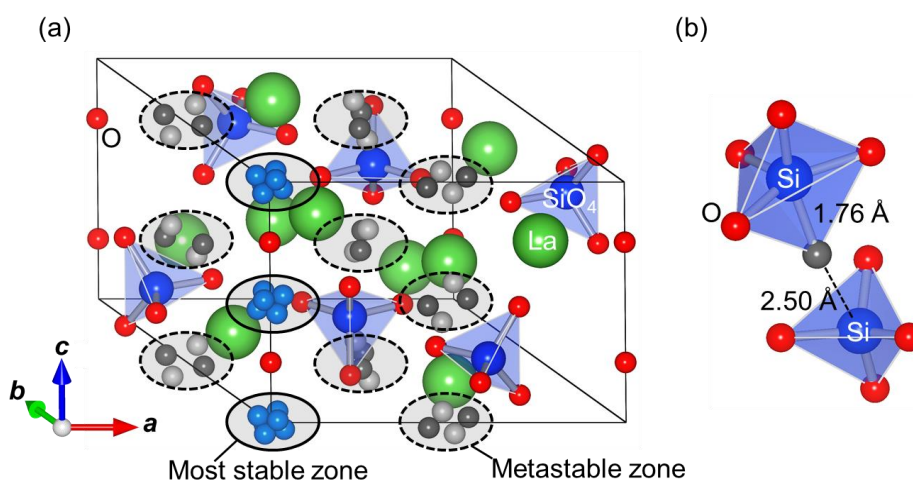 (a)
(b)
O
SiO₄
La
c
b
a
Most stable zone
Metastable zone
Si
O
1.76 Å
2.50 Å
Si